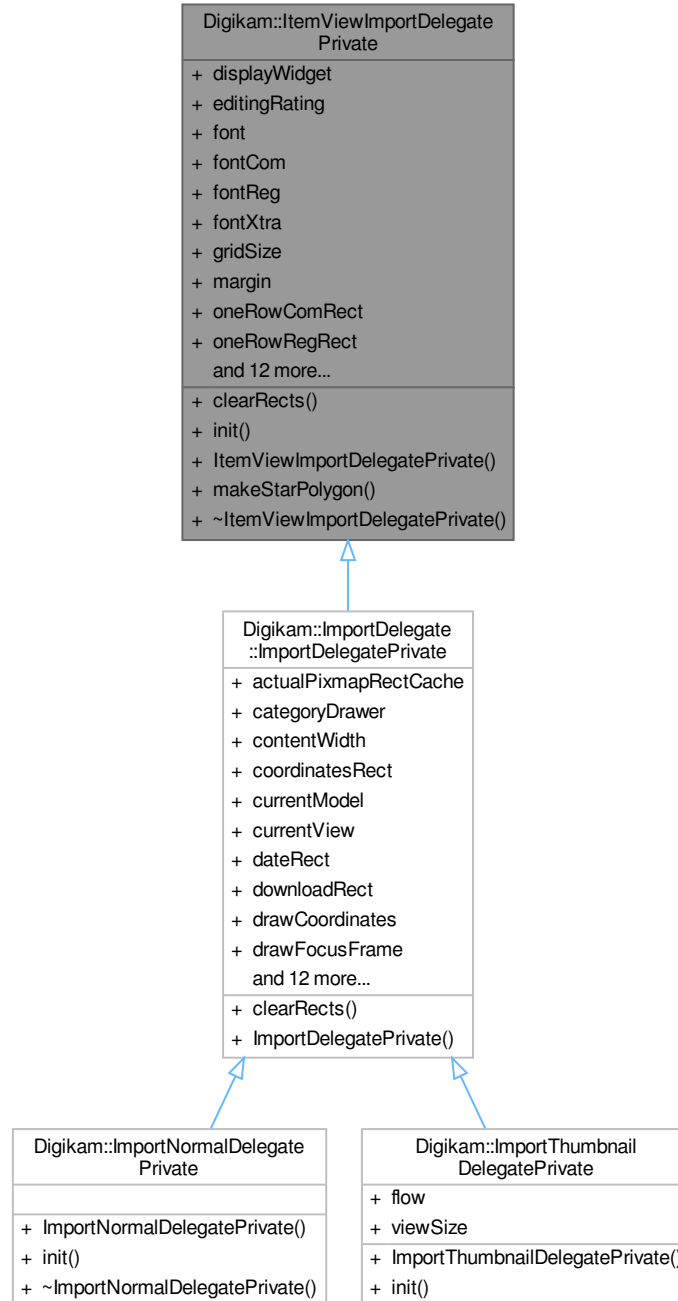 Digikam::ItemViewImportDelegate
Private
+ displayWidget
+ editingRating
+ font
+ fontCom
+ fontReg
+ fontXtra
+ gridSize
+ margin
+ oneRowComRect
+ oneRowRegRect
and 12 more...
+ clearRects()
+ init()
+ ItemViewImportDelegatePrivate()
+ makeStarPolygon()
+ ~ItemViewImportDelegatePrivate()
Digikam::ImportDelegate
::ImportDelegatePrivate
+ actualPixmapRectCache
+ categoryDrawer
+ contentWidth
+ coordinatesRect
+ currentModel
+ currentView
+ dateRect
+ downloadRect
+ drawCoordinates
+ drawFocusFrame
and 12 more...
+ clearRects()
+ ImportDelegatePrivate()
Digikam::ImportNormalDelegate
Private
+ ImportNormalDelegatePrivate()
+ init()
+ ~ImportNormalDelegatePrivate()
Digikam::ImportThumbnail
DelegatePrivate
+ flow
+ viewSize
+ ImportThumbnailDelegatePrivate()
+ init()